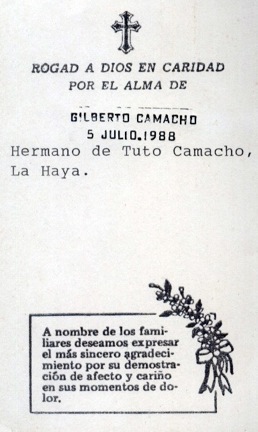 ROGAD A DIOS EN CARIDAD
POR EL ALMA DE
GILBERTO CAMACHO
5 JULIO.1988
Hermano de Tuto Camacho,
La Haya.
A nombre de los fami-
liares deseamos expresar
el más sincero agradeci-
miento por su demostra-
ción de afecto y cariño
en sus momentos de do-
lor.